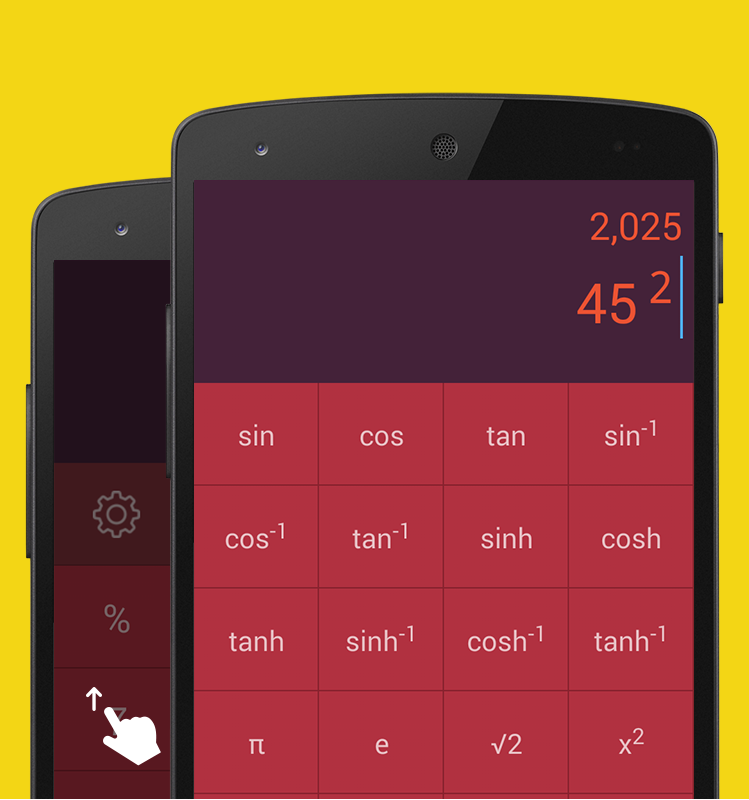 2,025
45 2
sin cos tan sin-1
cos-1 tan-1 sinh cosh
%
tanh sinh-1 cosh-1 tanh-1
π e √2 x2